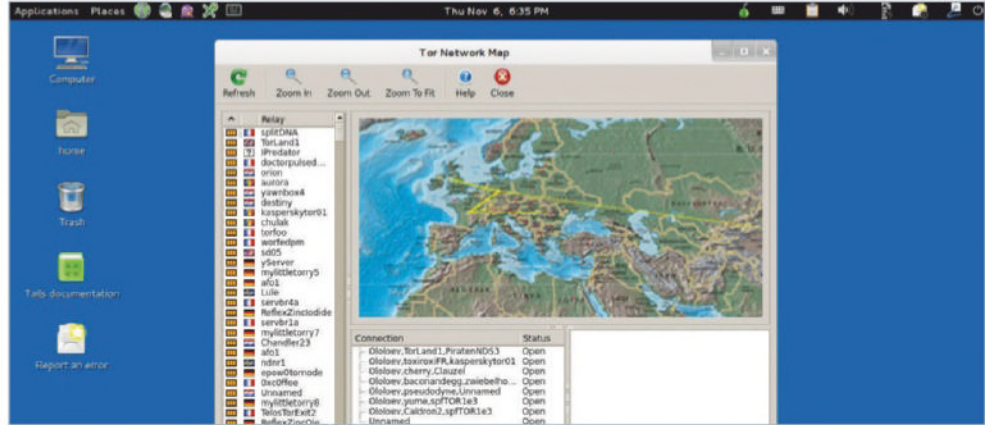 Applications Places Thu Nov 6, 6:35 PM
Computer
home
Trash
Tails documentation
Report an error
Tor Network Map
Refresh Zoom In Zoom Out Zoom To Fit Help Close
Relay
splitDNA
TorLand1
IPredator
doctorpulsed...
orion
aurora
yawnbox4
destiny
kasperskytor01
chulak
torfoo
worfedpm
sd05
yServer
mylittletorry5
afo1
Lule
servbr4a
ReflexZincIodide
servbr1a
mylittletorry7
Chandler23
afo1
ndnr1
epow0tomode
0xc0ffee
Unnamed
mylittletorry8
TelosTorExit2
Connection Status
Ololoev,TorLand1,PiratenNDS3 Open
Ololoev,toxiroxiFR,kasperskytor01 Open
Ololoev,cherry,Clauzel Open
Ololoev,baconandegg,zwiebelho... Open
Ololoev,pseudodyne,Unnamed Open
Ololoev,yume,spfTOR1e3 Open
Ololoev,Caldron2,spfTOR1e3 Open
Unnamed Open